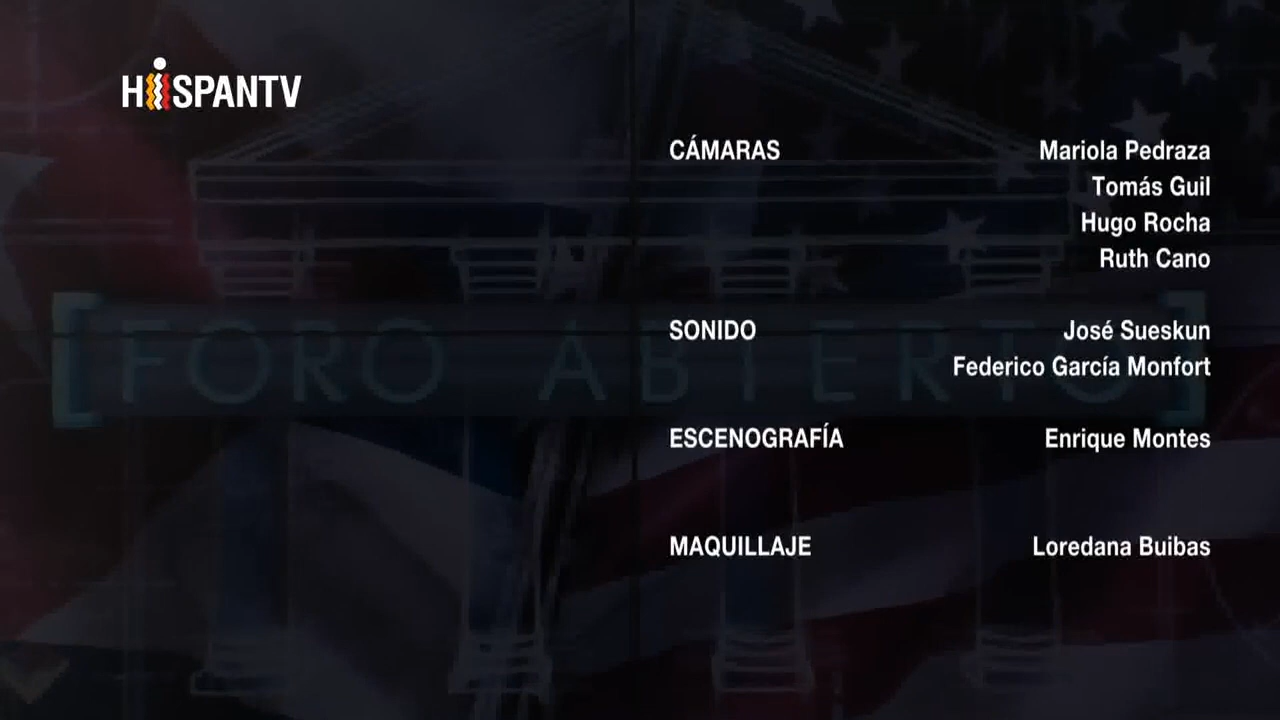 HISPANTV
CÁMARAS Mariola Pedraza
Tomás Guil
Hugo Rocha
Ruth Cano
SONIDO José Sueskun
Federico García Monfort
[FORO ABIERTO]
ESCENOGRAFÍA Enrique Montes
MAQUILLAJE Loredana Buibas